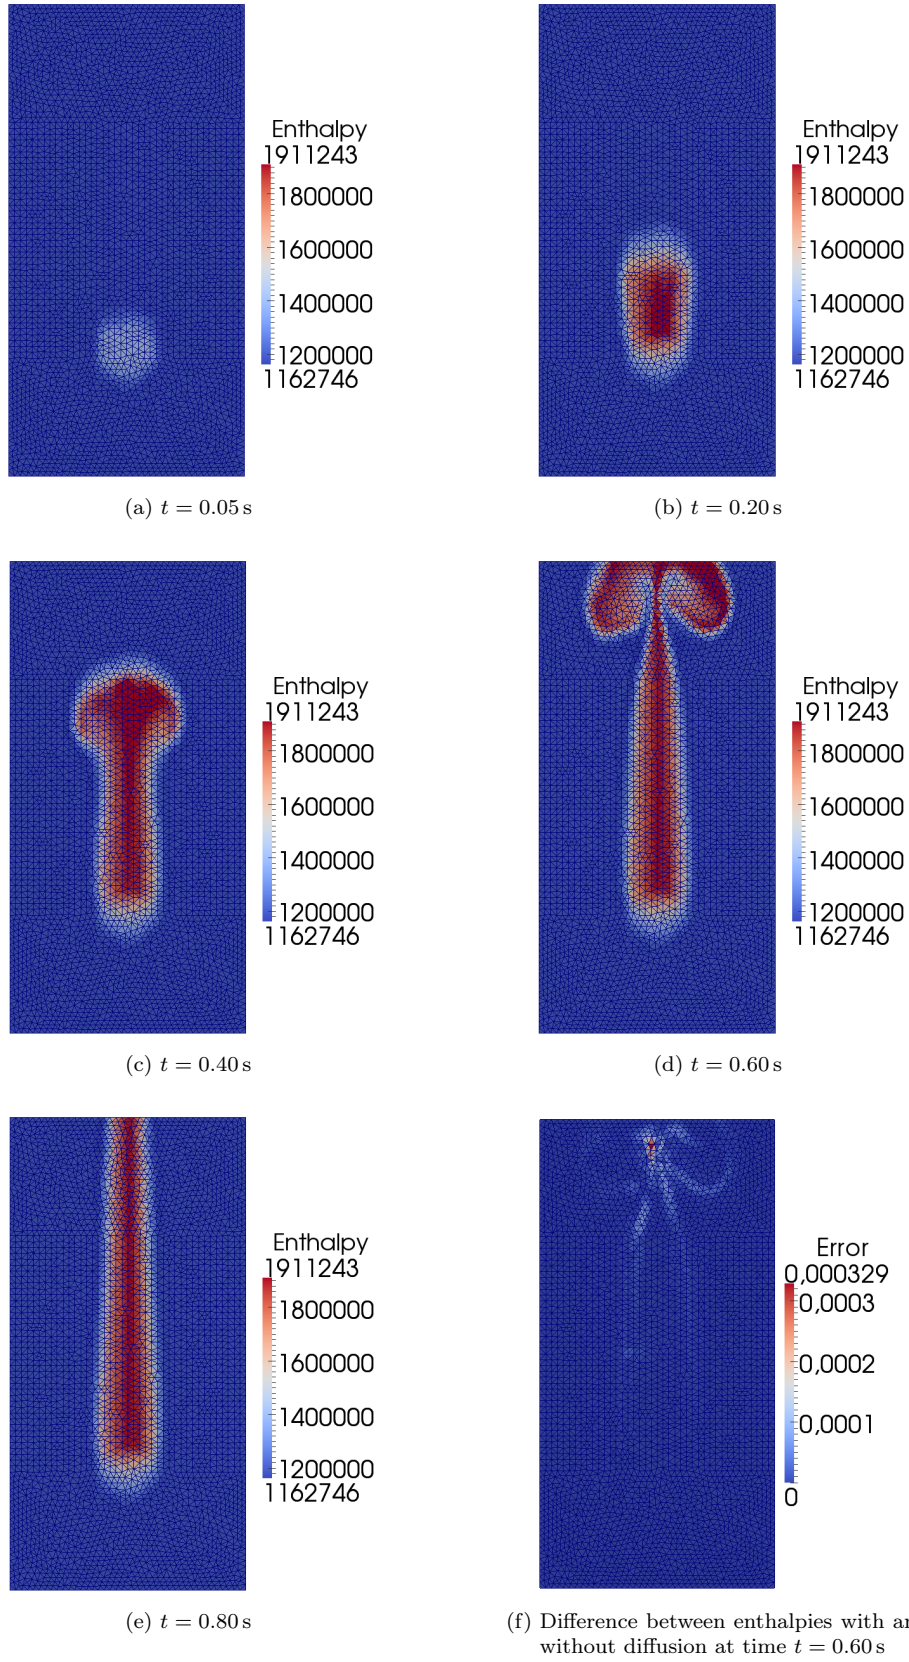 Enthalpy
1911243
1800000
1600000
1400000
1200000
1162746
(a) t = 0.05 s
Enthalpy
1911243
1800000
1600000
1400000
1200000
1162746
(b) t = 0.20 s
Enthalpy
1911243
1800000
1600000
1400000
1200000
1162746
(c) t = 0.40 s
Enthalpy
1911243
1800000
1600000
1400000
1200000
1162746
(d) t = 0.60 s
Enthalpy
1911243
1800000
1600000
1400000
1200000
1162746
(e) t = 0.80 s
Error
0,000329
0,0003
0,0002
0,0001
0
(f) Difference between enthalpies with an
without diffusion at time t = 0.60 s